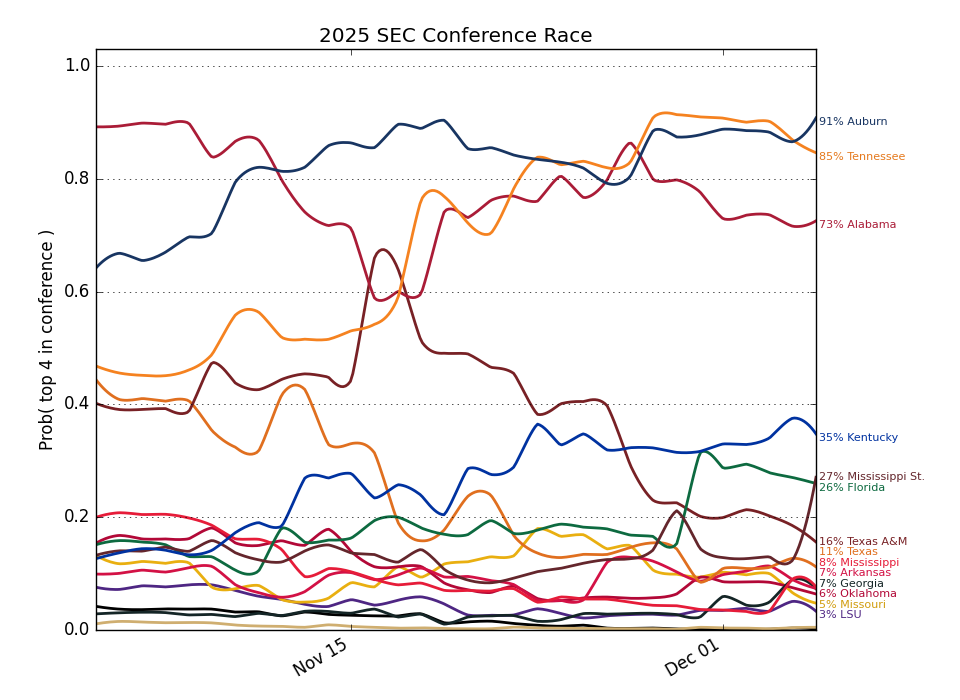 2025 SEC Conference Race
1.0
0.8
0.6
0.4
0.2
0.0
Prob( top 4 in conference )
Nov 15
Dec 01
91% Auburn
85% Tennessee
73% Alabama
35% Kentucky
27% Mississippi St.
26% Florida
16% Texas A&M
11% Texas
8% Mississippi
7% Arkansas
7% Georgia
6% Oklahoma
5% Missouri
3% LSU